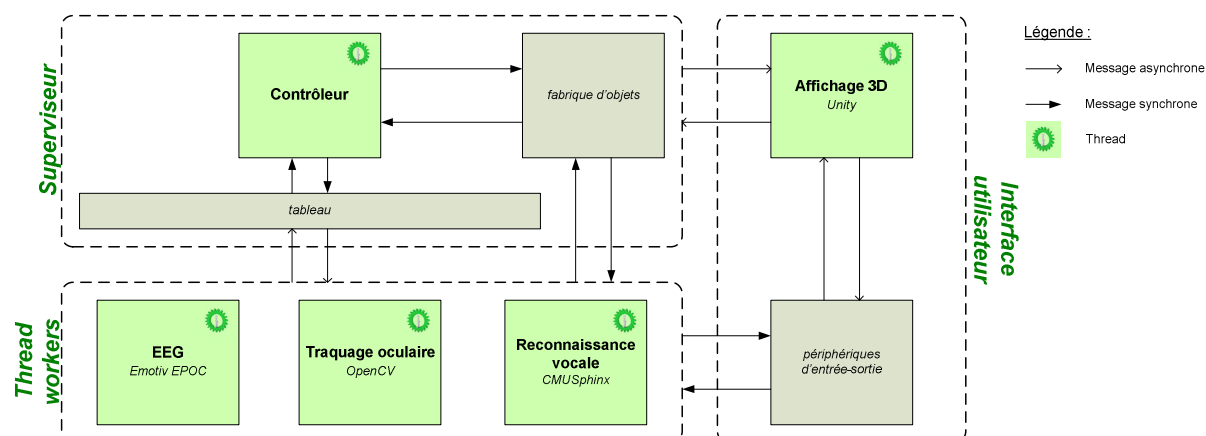 Superviseur
Contrôleur
fabrique d'objets
tableau
Affichage 3D
Unity
Légende :
Message asynchrone
Message synchrone
Thread
Interface
utilisateur
Thread
workers
EEG
Emotiv EPOC
Traquage oculaire
OpenCV
Reconnaissance
vocale
CMUSphinx
périphériques
d'entrée-sortie